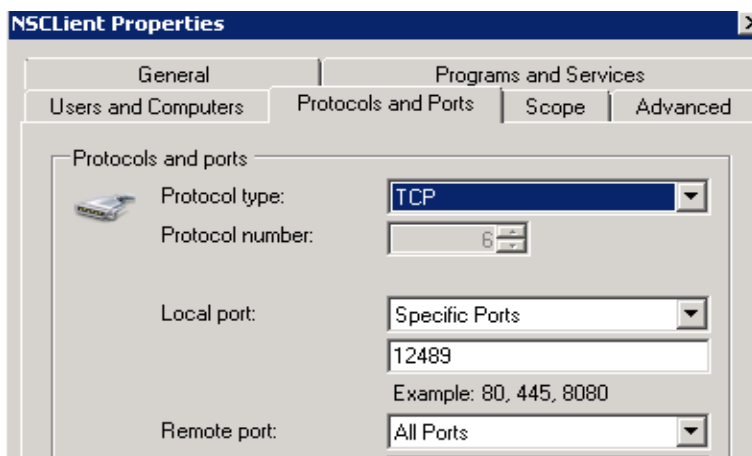 NSCLient Properties
General
Programs and Services
Users and Computers
Protocols and Ports
Scope
Advanced
Protocols and ports
Protocol type:
TCP
Protocol number:
6
Local port:
Specific Ports
12489
Example: 80, 445, 8080
Remote port:
All Ports